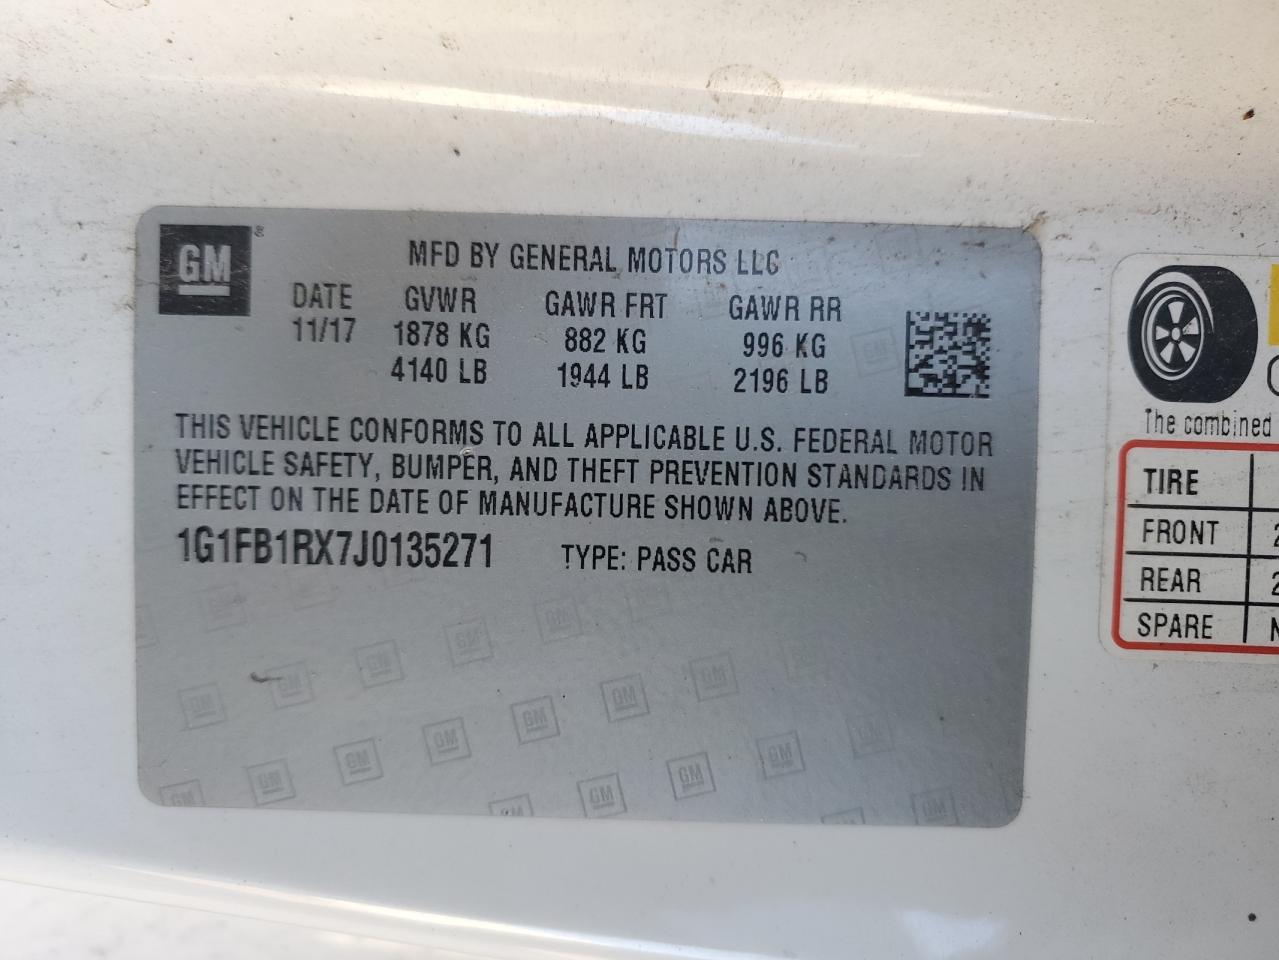 GM
MFD BY GENERAL MOTORS LLC
DATE GVWR GAWR FRT GAWR RR
11/17 1878 KG 882 KG 996 KG
4140 LB 1944 LB 2196 LB
THIS VEHICLE CONFORMS TO ALL APPLICABLE U.S. FEDERAL MOTOR
VEHICLE SAFETY, BUMPER, AND THEFT PREVENTION STANDARDS IN
EFFECT ON THE DATE OF MANUFACTURE SHOWN ABOVE.
1G1FB1RX7J0135271 TYPE: PASS CAR
The combined
TIRE
FRONT 2
REAR 2
SPARE N